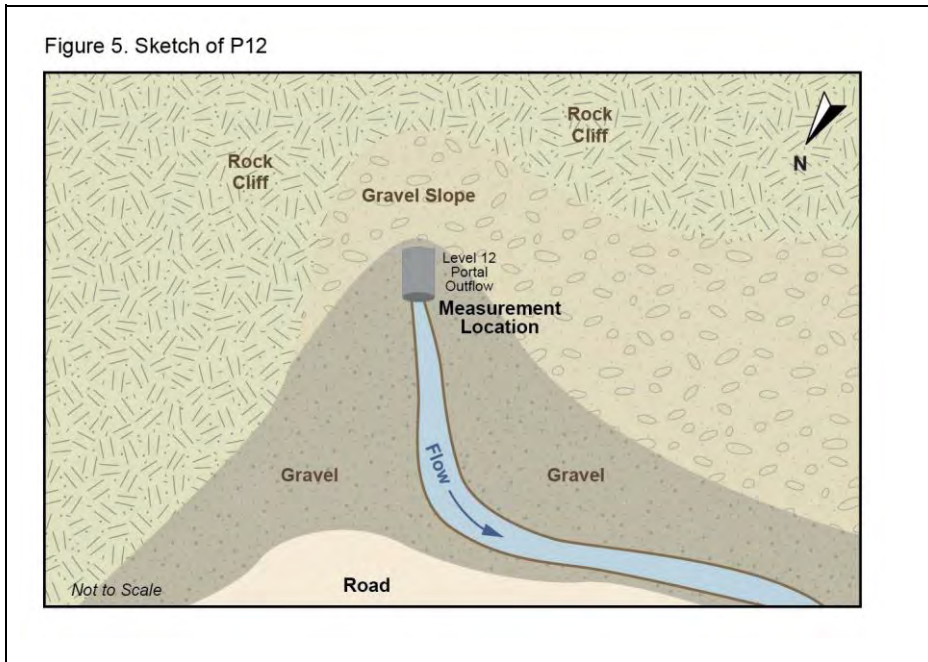 Figure 5. Sketch of P12
Rock
Cliff
N
Rock
Cliff
Gravel Slope
Level 12
Portal
Outflow
Measurement
Location
Flow
Gravel
Gravel
Road
Not to Scale